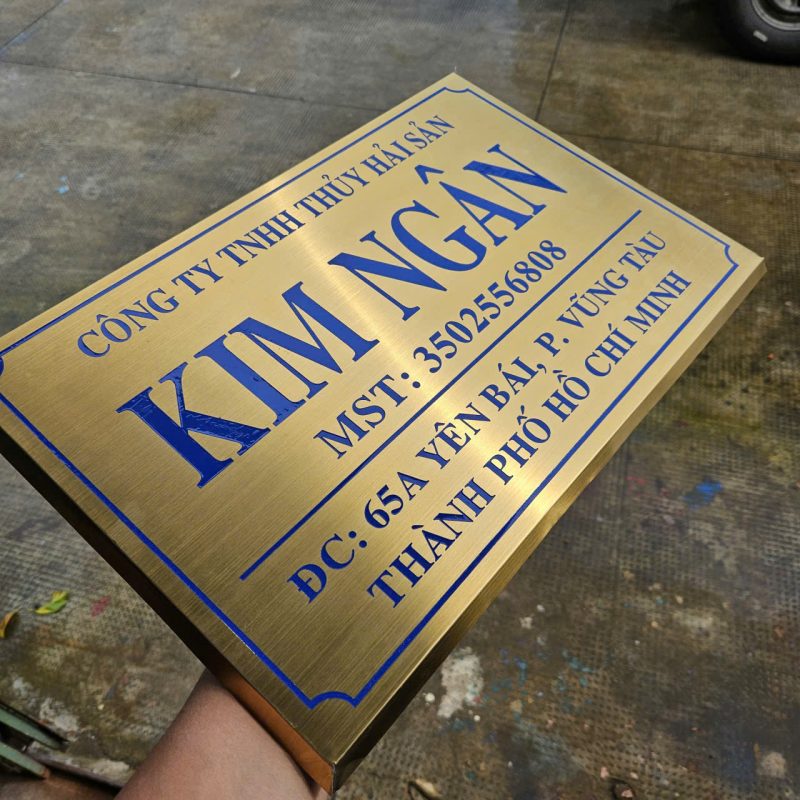 CÔNG TY TNHH THỦY HẢI SẢN
KIM NGÂN
MST: 3502556808
ĐC: 65A YÊN BÁI, P. VŨNG TÀU
THÀNH PHỐ HỒ CHÍ MINH